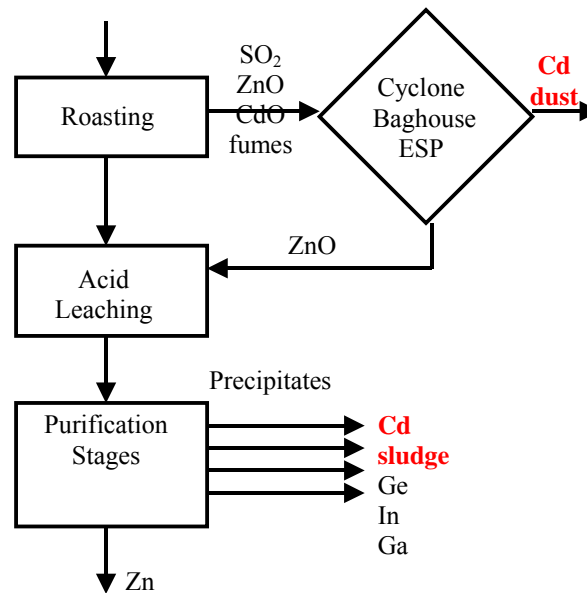 SO₂
ZnO
CdO
fumes
Roasting
Cyclone
Baghouse
ESP
Cd
dust
ZnO
Acid
Leaching
Precipitates
Purification
Stages
Cd
sludge
Ge
In
Ga
Zn